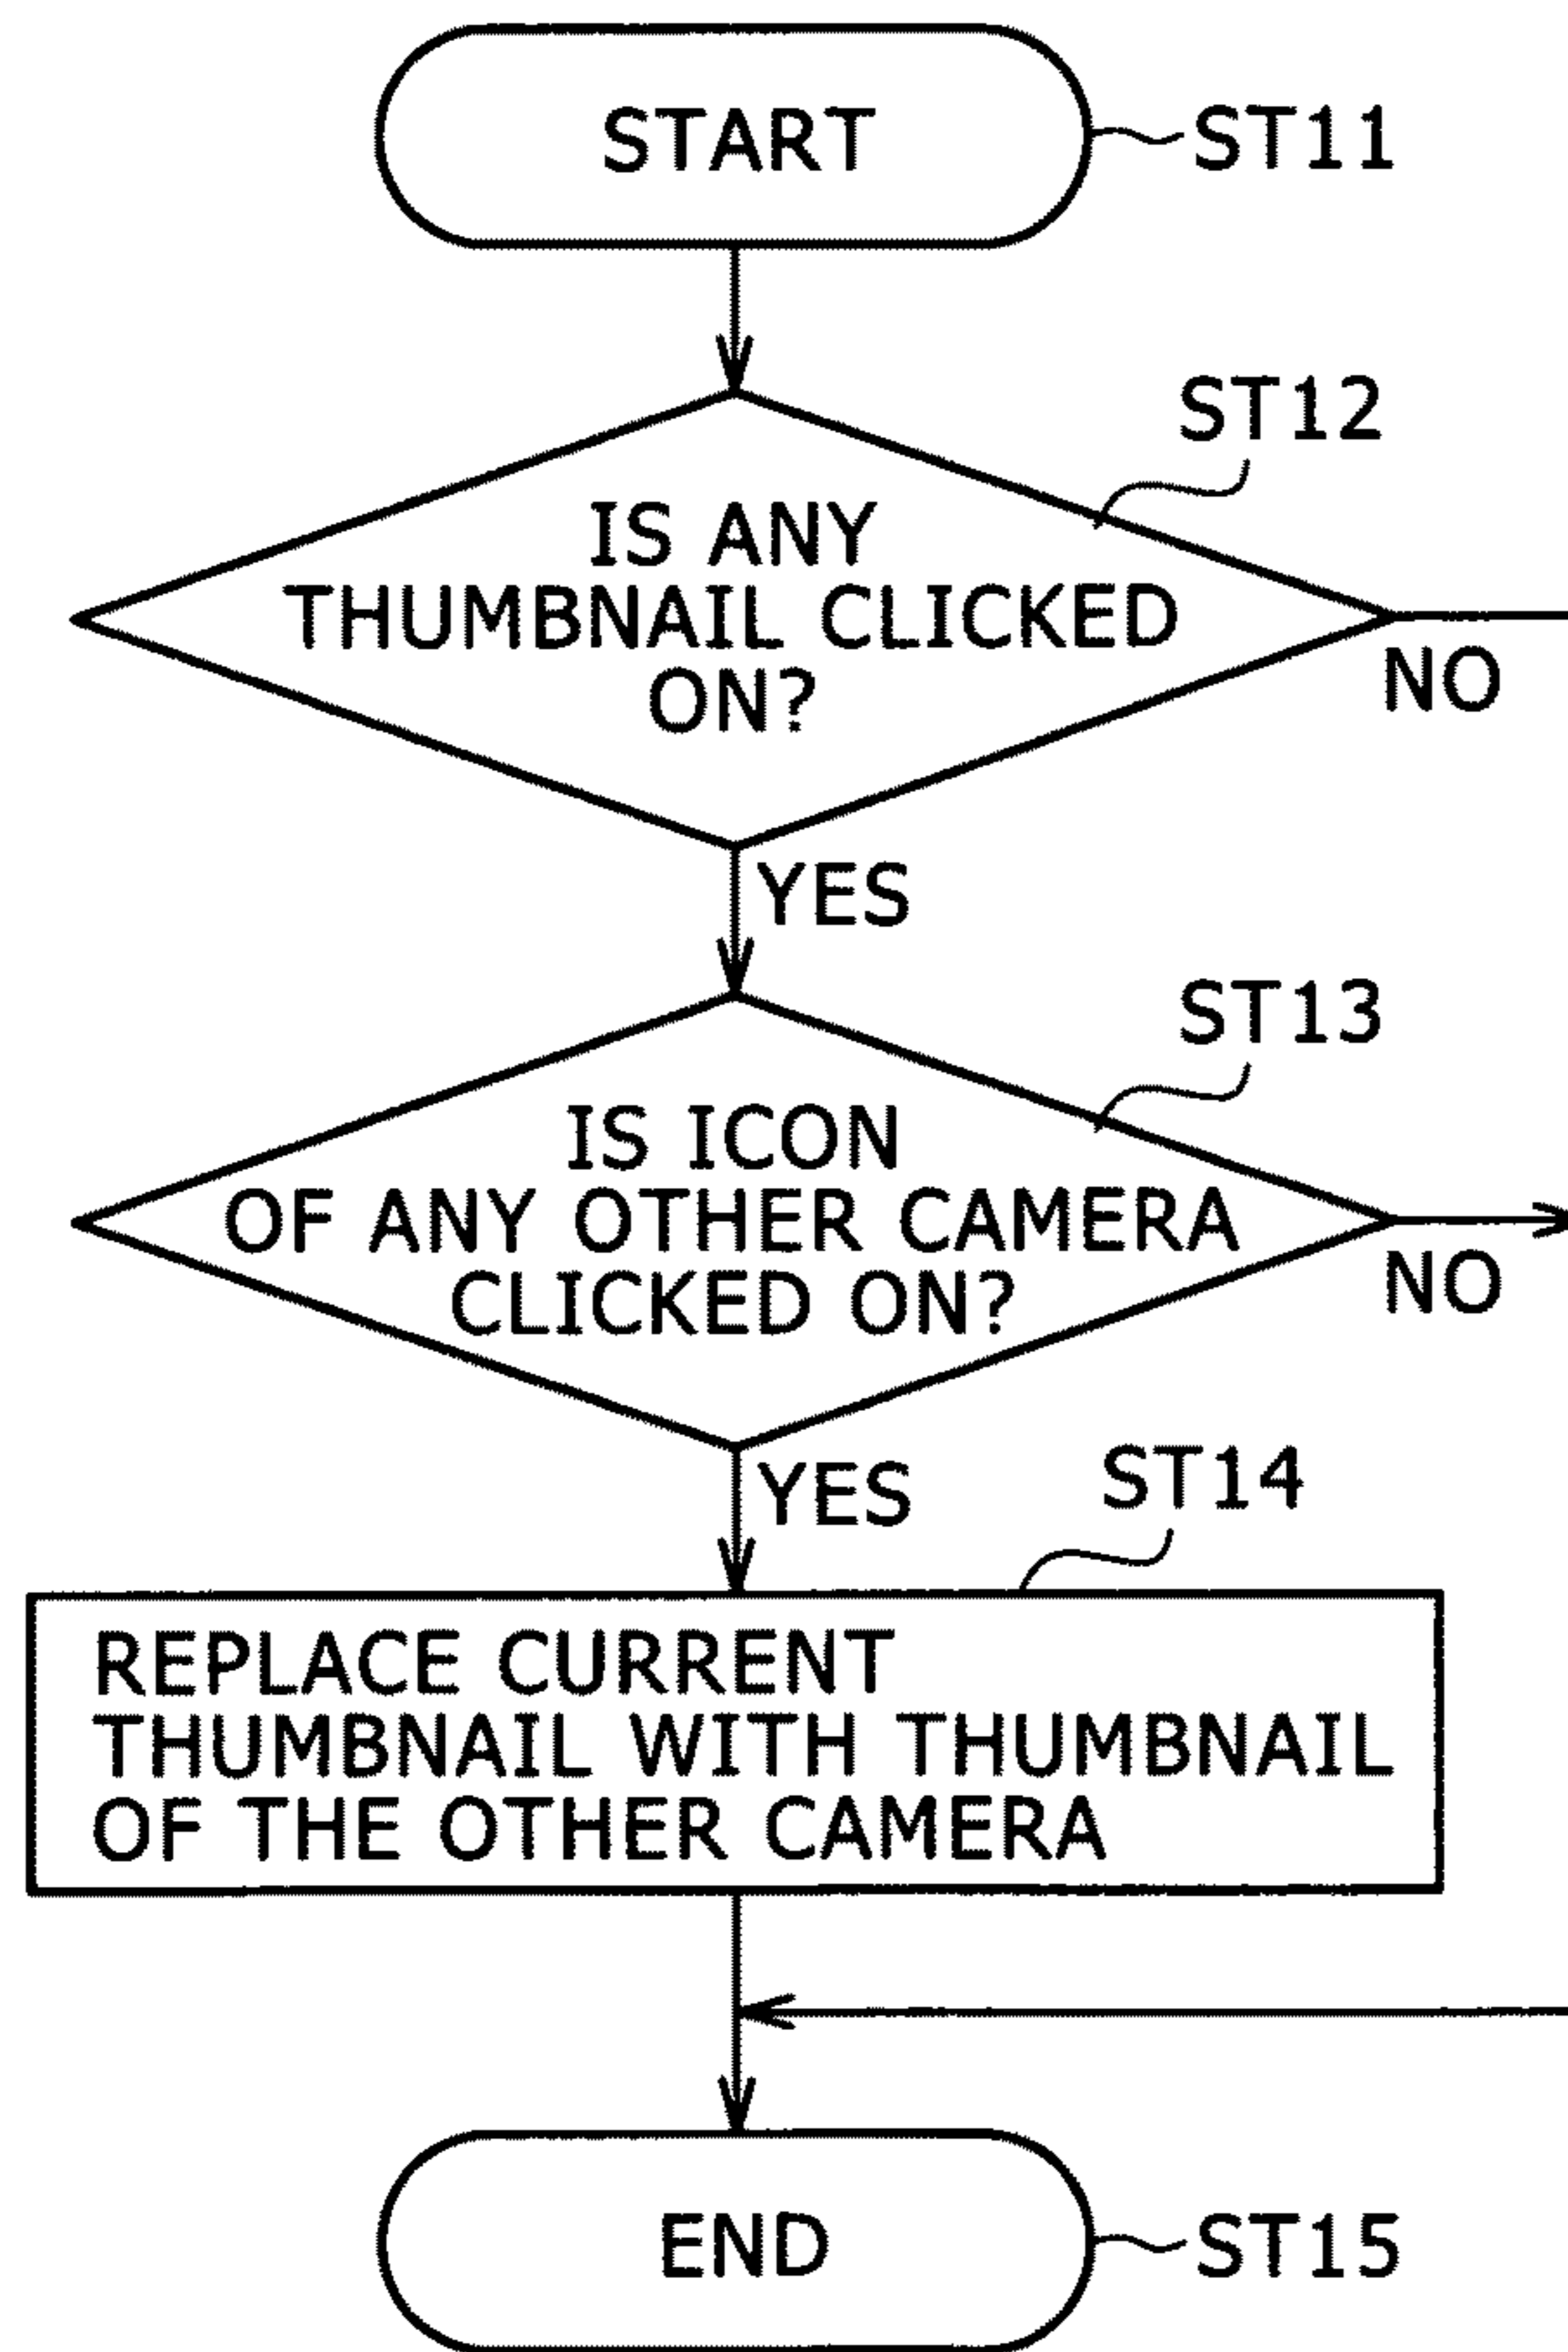 START
ST11
ST12
IS ANY
THUMBNAIL CLICKED
ON?
NO
YES
ST13
IS ICON
OF ANY OTHER CAMERA
CLICKED ON?
NO
YES
ST14
REPLACE CURRENT
THUMBNAIL WITH THUMBNAIL
OF THE OTHER CAMERA
END
ST15